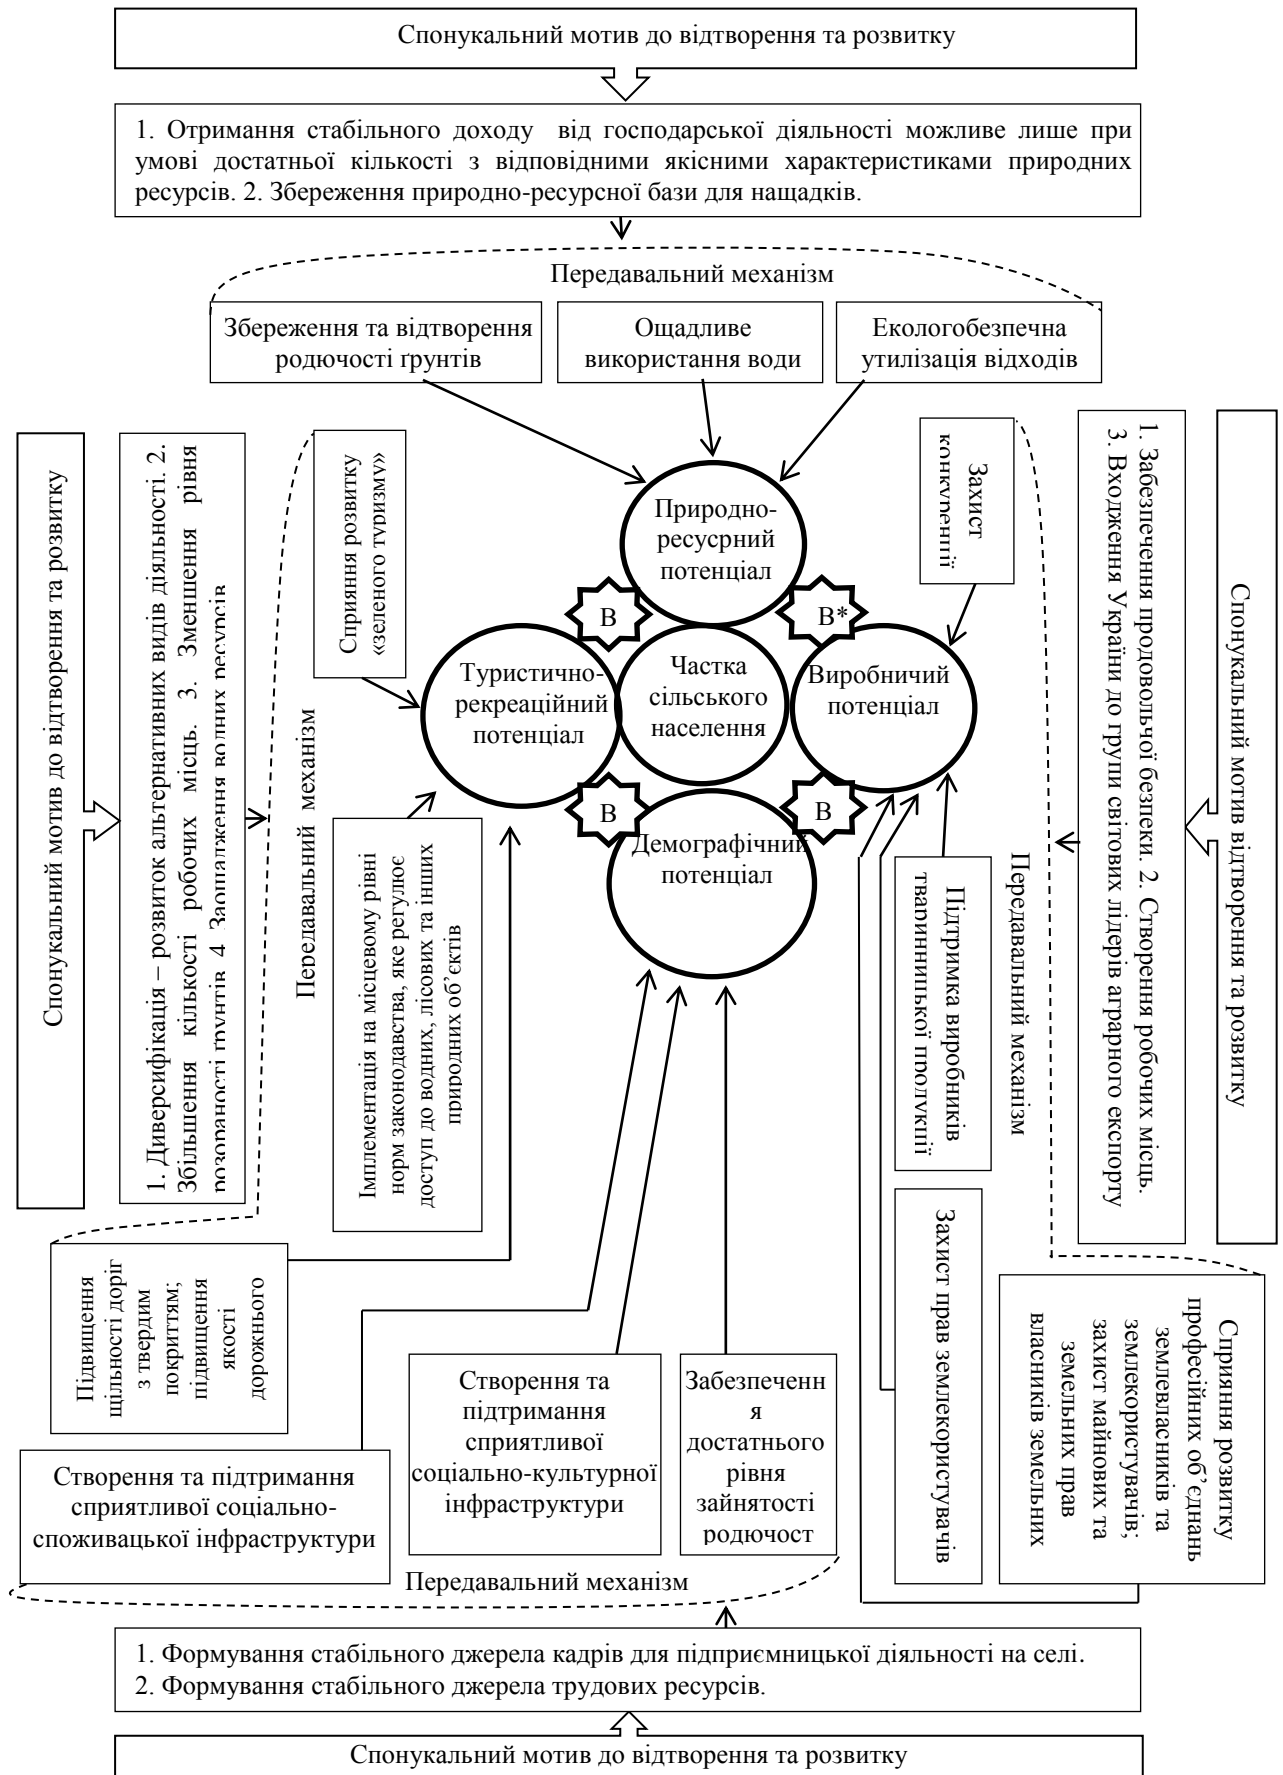 Спонукальний мотив до відтворення та розвитку
1. Отримання стабільного доходу від господарської діяльності можливе лише при
умові достатньої кількості з відповідними якісними характеристиками природних
ресурсів. 2. Збереження природно-ресурсної бази для нащадків.
Передавальний механізм
Збереження та відтворення
родючості ґрунтів
Ощадливе
використання води
Екологобезпечна
утилізація відходів
Спонукальний мотив до відтворення та розвитку
1. Диверсифікація – розвиток альтернативних видів діяльності. 2.
Збільшення кількості робочих місць. 3. Зменшення рівня
розораності ґрунтів 4. Заощадження водних ресурсів
Передавальний механізм
Сприяння розвитку
«зеленого туризму»
Імплементація на місцевому рівні
норм законодавства, яке регулює
доступ до водних, лісових та інших
природних об’єктів
Підвищення
щільності доріг
з твердим
покриттям;
підвищення
якості
дорожнього
Природно-
ресусрний
потенціал
В
В*
Туристично-
рекреаційний
потенціал
Частка
сільського
населення
Виробничий
потенціал
В
В
Демографічний
потенціал
Захист
конкуренції
Підтримка виробників
тваринницької продукції
Передавальний механізм
Захист прав землекористувачів
1. Забезпечення продовольчої безпеки. 2. Створення робочих місць.
3. Входження України до групи світових лідерів аграрного експорту
Спонукальний мотив відтворення та розвитку
Сприяння розвитку
професійних об’єднань
землевласників та
землекористувачів;
захист майнових та
земельних прав
власників земельних
Створення та підтримання
сприятливої соціально-
споживацької інфраструктури
Створення та
підтримання
сприятливої
соціально-культурної
інфраструктури
Забезпеченн
я
достатнього
рівня
зайнятості
родючост
Передавальний механізм
1. Формування стабільного джерела кадрів для підприємницької діяльності на селі.
2. Формування стабільного джерела трудових ресурсів.
Спонукальний мотив до відтворення та розвитку